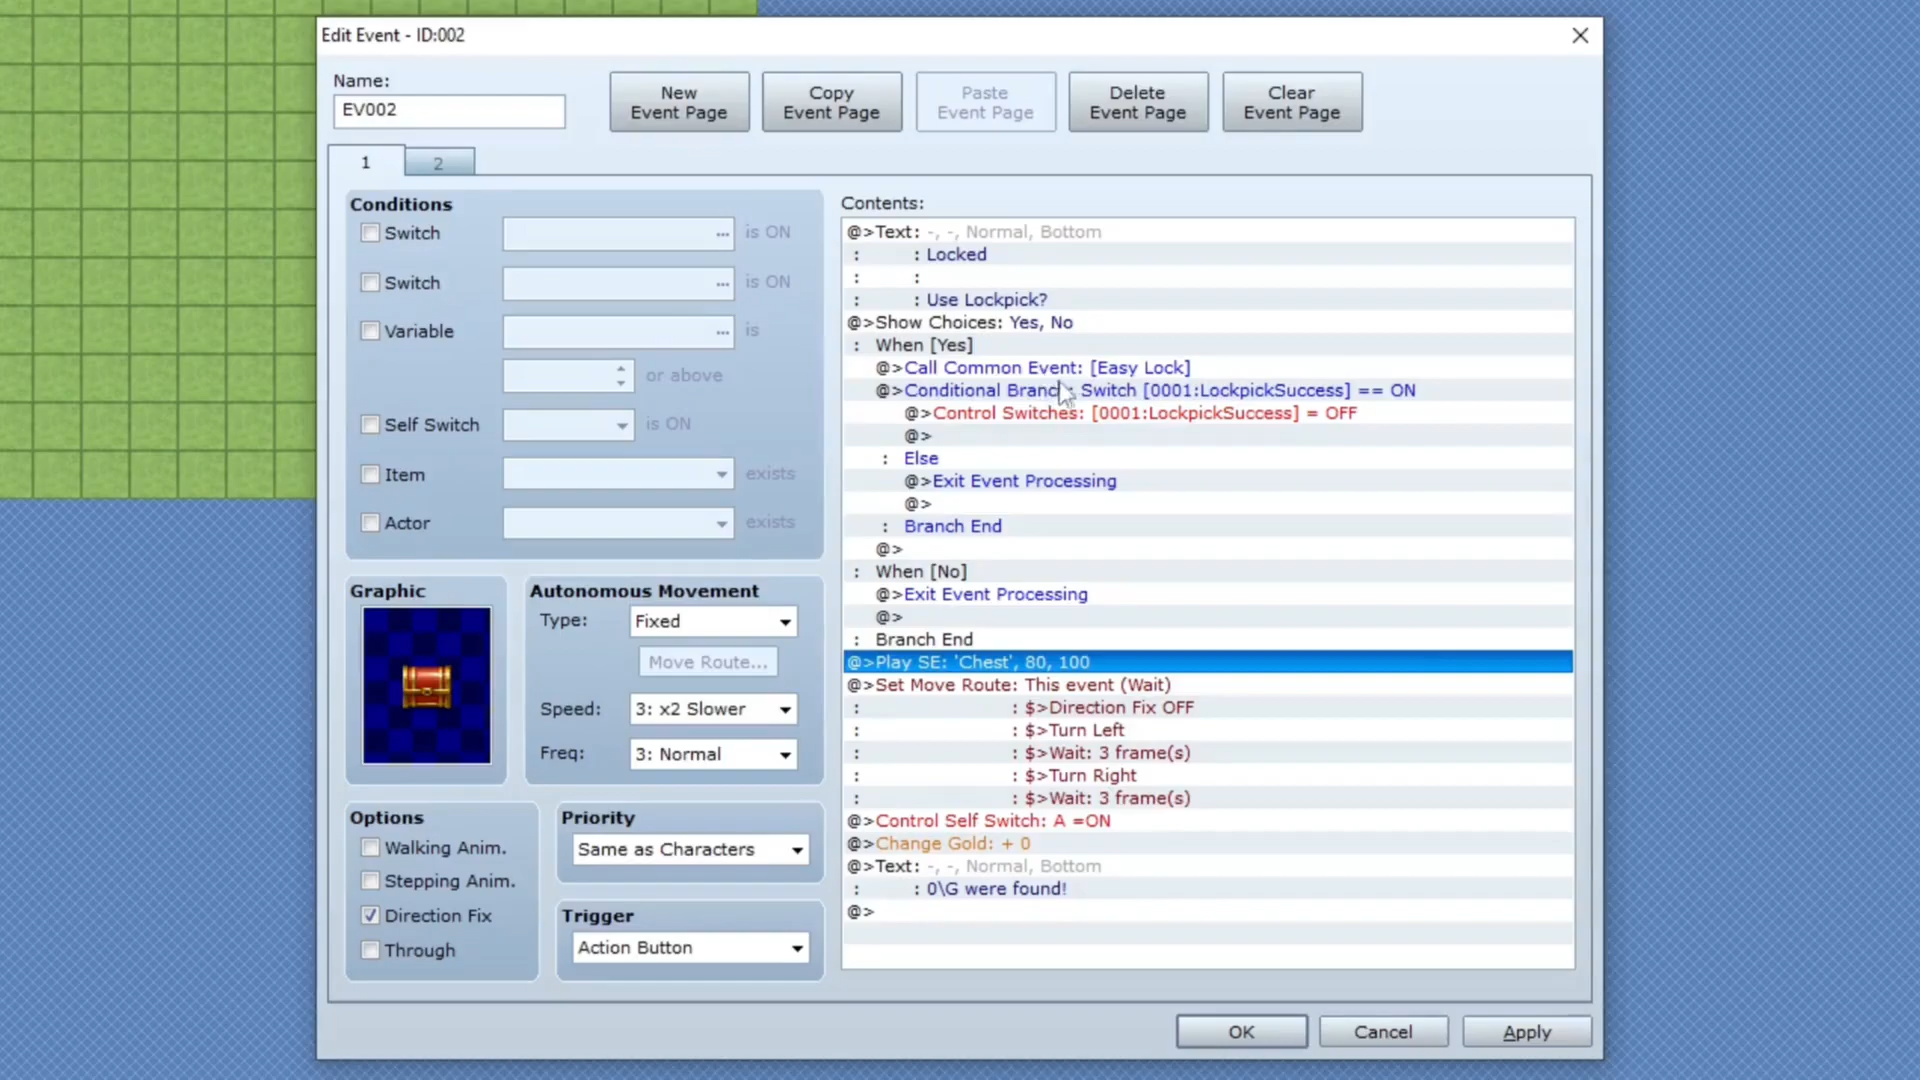 Edit Event - ID:002
Name:
EV002
New
Event Page
Copy
Event Page
Paste
Event Page
Delete
Event Page
Clear
Event Page
1
2
Conditions
Switch ... is ON
Switch ... is ON
Variable ... is
or above
Self Switch is ON
Item exists
Actor exists
Graphic
Autonomous Movement
Type: Fixed
Move Route...
Speed: 3: x2 Slower
Freq: 3: Normal
Options
Walking Anim.
Stepping Anim.
Direction Fix
Through
Priority
Same as Characters
Trigger
Action Button
Contents:
@>Text: -, -, Normal, Bottom
: : Locked
: :
: : Use Lockpick?
@>Show Choices: Yes, No
: When [Yes]
@>Call Common Event: [Easy Lock]
@>Conditional Branch: Switch [0001:LockpickSuccess] == ON
@>Control Switches: [0001:LockpickSuccess] = OFF
@>
: Else
@>Exit Event Processing
@>
: Branch End
@>
: When [No]
@>Exit Event Processing
@>
: Branch End
@>Play SE: 'Chest', 80, 100
@>Set Move Route: This event (Wait)
: : $>Direction Fix OFF
: : $>Turn Left
: : $>Wait: 3 frame(s)
: : $>Turn Right
: : $>Wait: 3 frame(s)
@>Control Self Switch: A =ON
@>Change Gold: + 0
@>Text: -, -, Normal, Bottom
: : 0\G were found!
@>
OK
Cancel
Apply